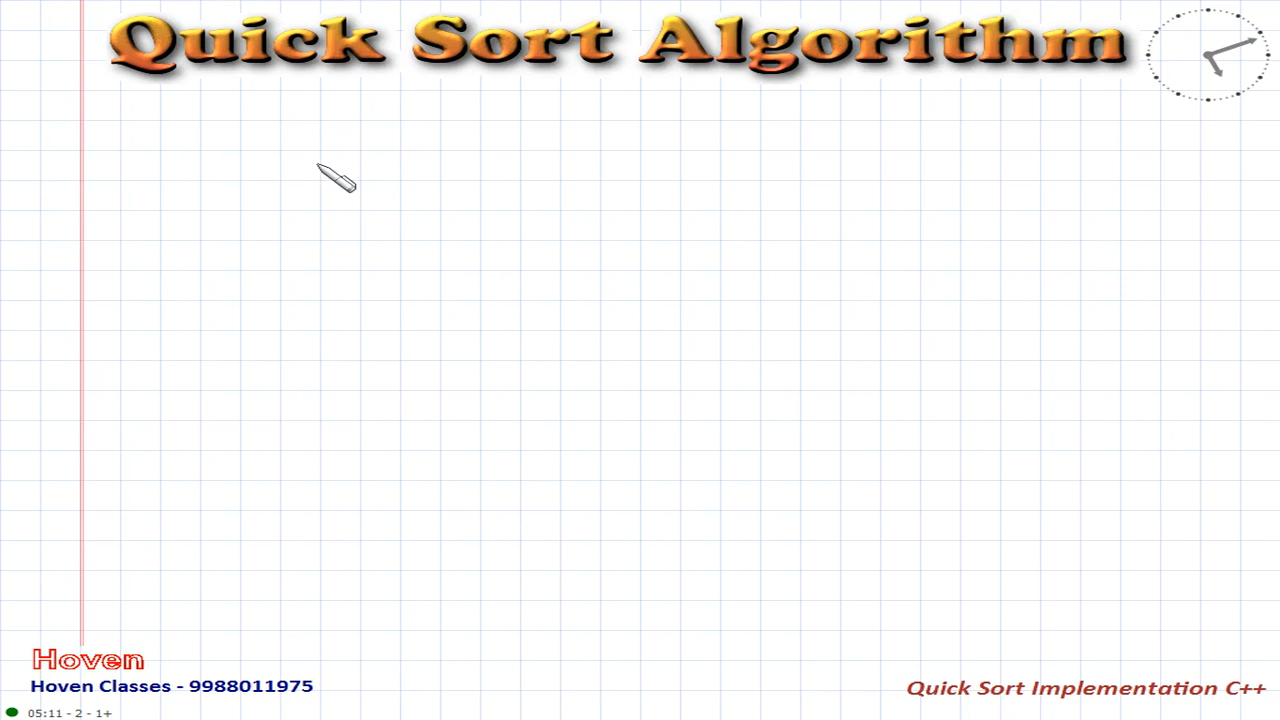 Quick Sort Algorithm
Hoven
Hoven Classes - 9988011975
Quick Sort Implementation C++
05:11 - 2 - 1+